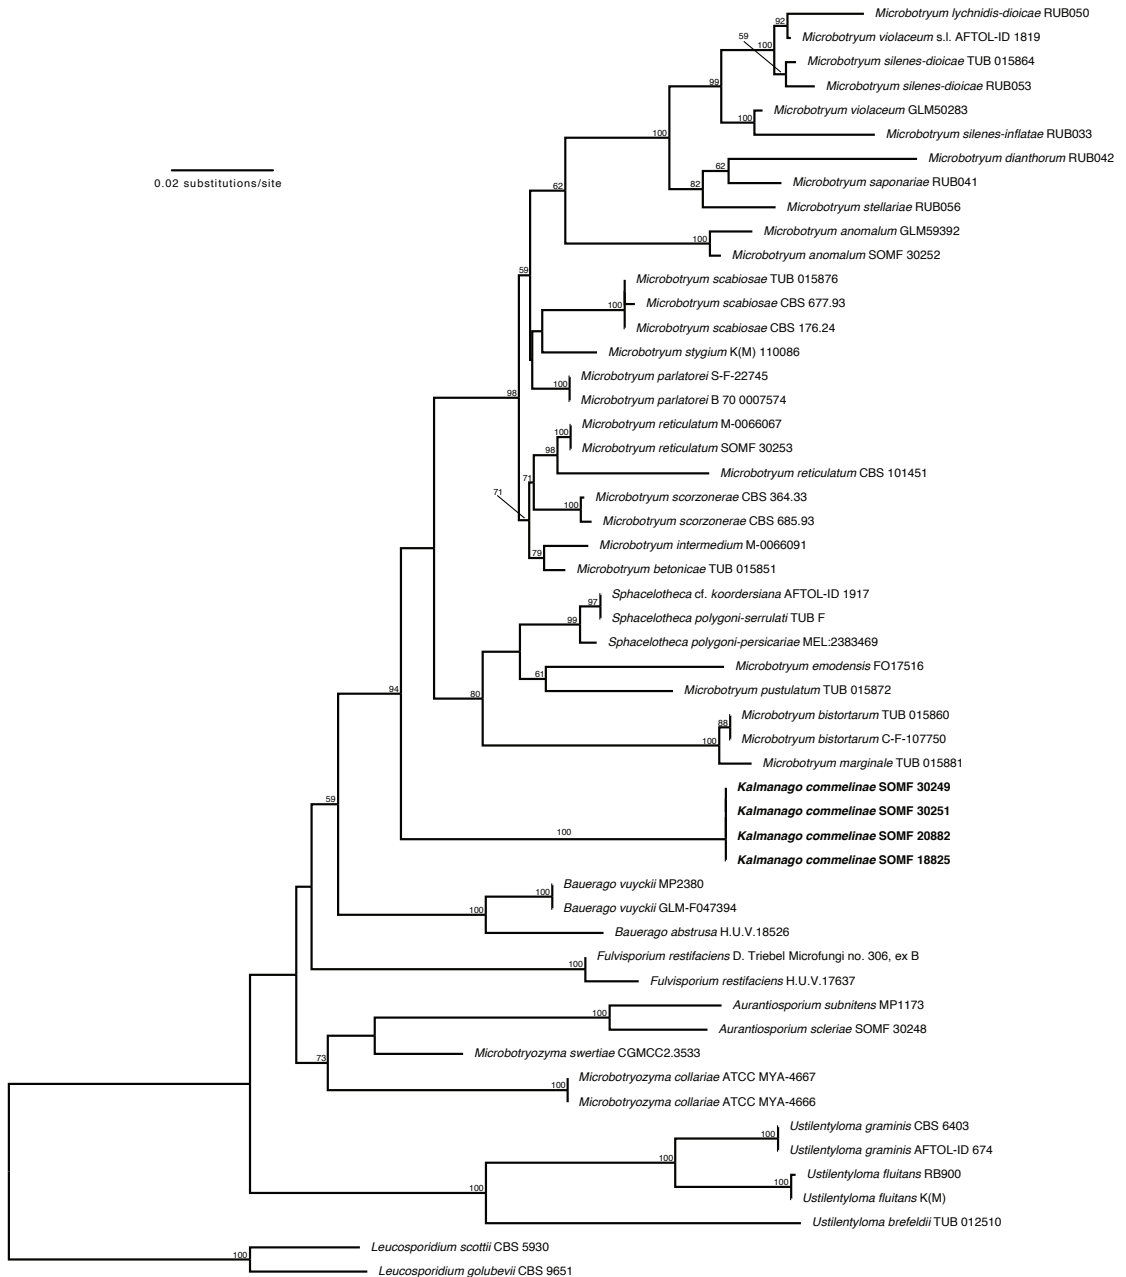 92
Microbotryum lychnidis-dioicae RUB050
59
100
Microbotryum violaceum s.l. AFTOL-ID 1819
Microbotryum silenes-dioicae TUB 015864
99
Microbotryum silenes-dioicae RUB053
100
Microbotryum violaceum GLM50283
100
Microbotryum silenes-inflatae RUB033
62
Microbotryum dianthorum RUB042
0.02 substitutions/site
62
82
Microbotryum saponariae RUB041
Microbotryum stellariae RUB056
100
Microbotryum anomalum GLM59392
Microbotryum anomalum SOMF 30252
59
Microbotryum scabiosae TUB 015876
100
Microbotryum scabiosae CBS 677.93
Microbotryum scabiosae CBS 176.24
Microbotryum stygium K(M) 110086
100
Microbotryum parlatorei S-F-22745
98
Microbotryum parlatorei B 70 0007574
100
Microbotryum reticulatum M-0066067
98
Microbotryum reticulatum SOMF 30253
71
Microbotryum reticulatum CBS 101451
71
100
Microbotryum scorzonerae CBS 364.33
Microbotryum scorzonerae CBS 685.93
79
Microbotryum intermedium M-0066091
Microbotryum betonicae TUB 015851
97
Sphacelotheca cf. koordersiana AFTOL-ID 1917
99
Sphacelotheca polygoni-serrulati TUB F
Sphacelotheca polygoni-persicariae MEL:2383469
61
Microbotryum emodensis FO17516
94
80
Microbotryum pustulatum TUB 015872
88
Microbotryum bistortarum TUB 015860
100
Microbotryum bistortarum C-F-107750
Microbotryum marginale TUB 015881
Kalmanago commelinae SOMF 30249
59
Kalmanago commelinae SOMF 30251
100
Kalmanago commelinae SOMF 20882
Kalmanago commelinae SOMF 18825
100
Bauerago vuyckii MP2380
100
Bauerago vuyckii GLM-F047394
Bauerago abstrusa H.U.V.18526
100
Fulvisporium restifaciens D. Triebel Microfungi no. 306, ex B
Fulvisporium restifaciens H.U.V.17637
100
Aurantiosporium subnitens MP1173
Aurantiosporium scleriae SOMF 30248
73
Microbotryozyma swertiae CGMCC2.3533
100
Microbotryozyma collariae ATCC MYA-4667
Microbotryozyma collariae ATCC MYA-4666
100
Ustilentyloma graminis CBS 6403
100
Ustilentyloma graminis AFTOL-ID 674
100
Ustilentyloma fluitans RB900
100
Ustilentyloma fluitans K(M)
Ustilentyloma brefeldii TUB 012510
100
Leucosporidium scottii CBS 5930
Leucosporidium golubevii CBS 9651